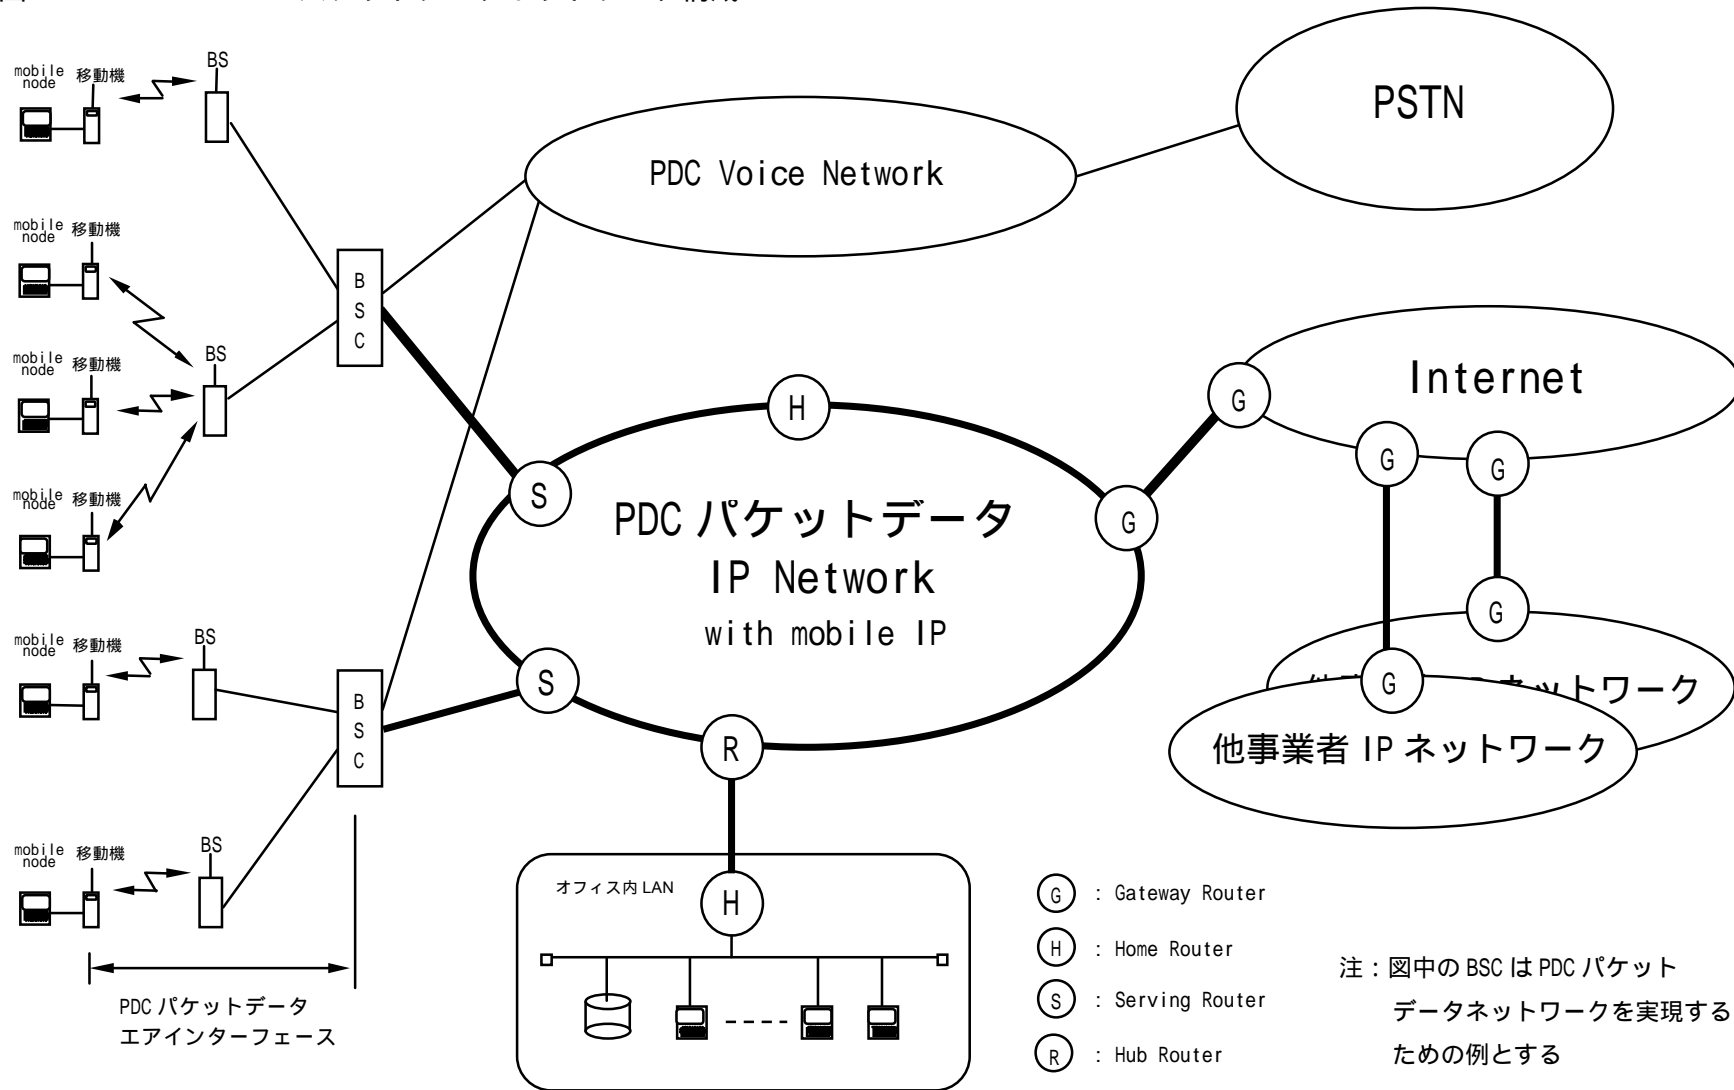 BS
mobile 移動機
node
PSTN
PDC Voice Network
mobile 移動機
node
B
S
C
BS
mobile 移動機
node
Internet
G
H
G
G
mobile 移動機
node
S
PDC パケットデータ
IP Network
with mobile IP
G
G
BS
mobile 移動機
node
S
G
ネットワーク
B
S
C
R
他事業者 IP ネットワーク
BS
mobile 移動機
node
オフィス内 LAN
H
G : Gateway Router
H : Home Router
S : Serving Router
R : Hub Router
注：図中の BSC は PDC パケット
データネットワークを実現する
ための例とする
PDC パケットデータ
エアインターフェース